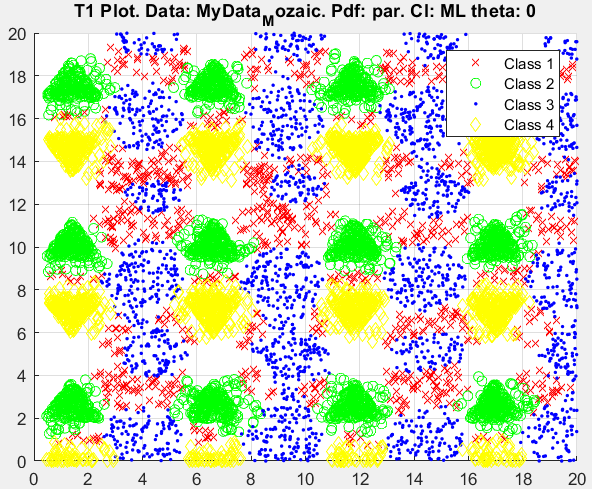 T1 Plot. Data: MyData_Mozaic. Pdf: par. Cl: ML theta: 0
20
18
16
14
12
10
8
6
4
2
0
Class 1
Class 2
Class 3
Class 4
0 2 4 6 8 10 12 14 16 18 20